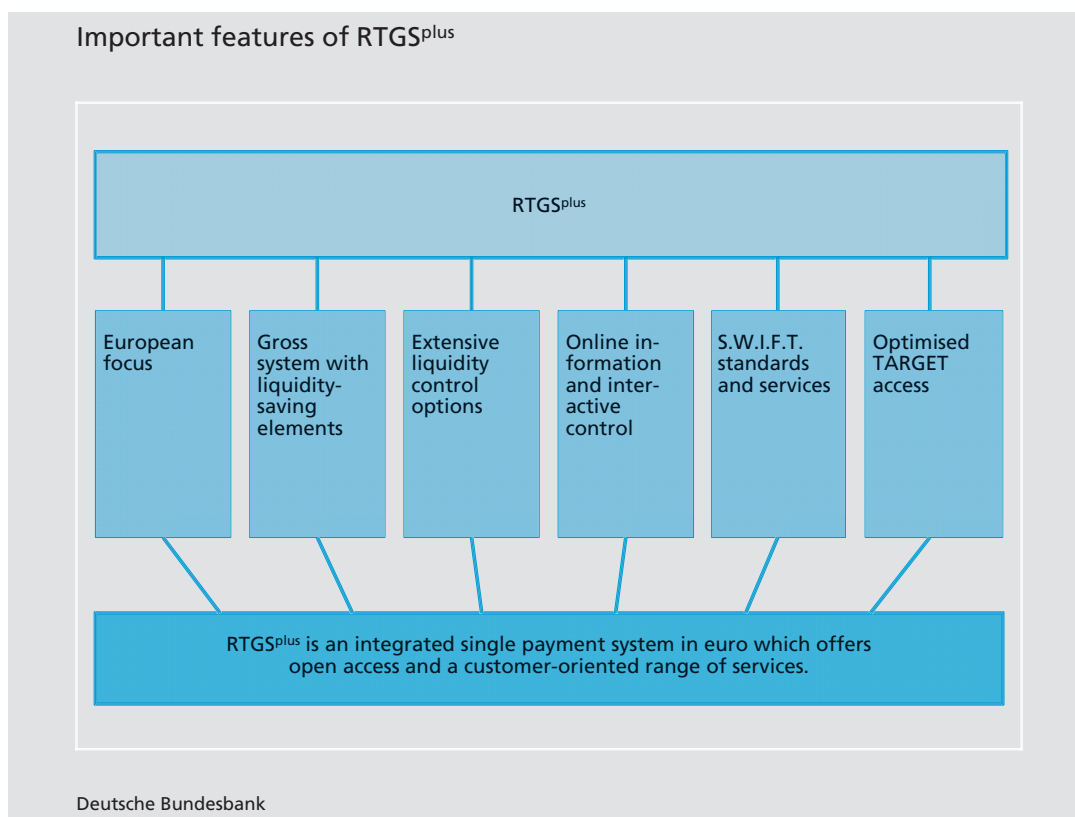 Important features of RTGSplus
RTGSplus
European
focus
Gross
system with
liquidity-
saving
elements
Extensive
liquidity
control
options
Online in-
formation
and inter-
active
control
S.W.I.F.T.
standards
and services
Optimised
TARGET
access
RTGSplus is an integrated single payment system in euro which offers
open access and a customer-oriented range of services.
Deutsche Bundesbank